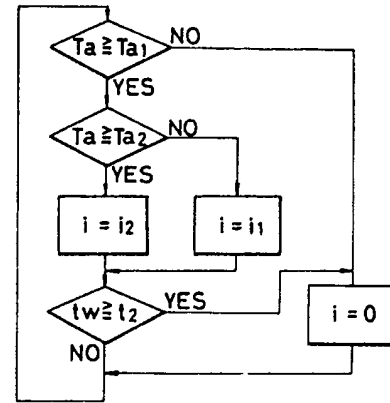 Ta ≧ Ta1
NO
YES
Ta ≧ Ta2
NO
YES
i = i2
i = i1
tw ≧ t2
YES
i = 0
NO